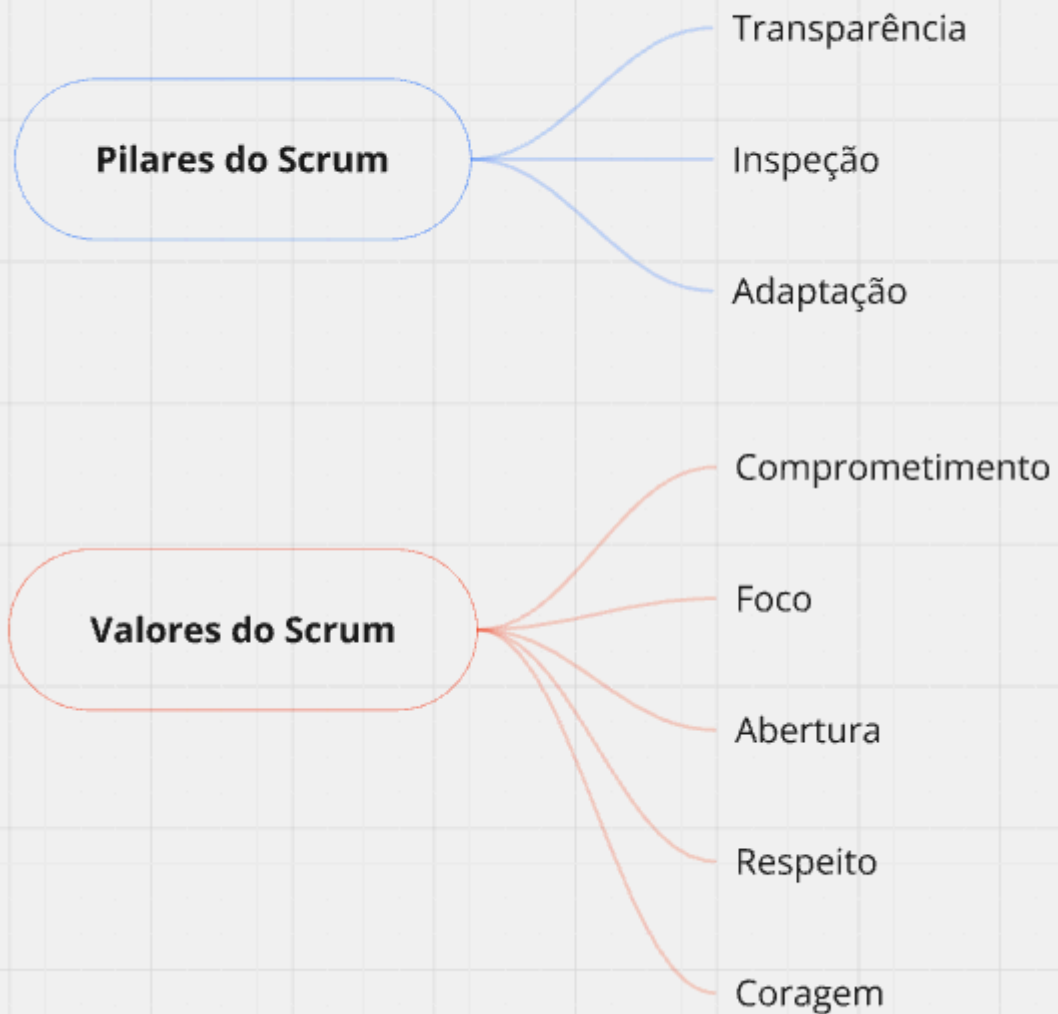 Pilares do Scrum
Transparência
Inspeção
Adaptação
Valores do Scrum
Comprometimento
Foco
Abertura
Respeito
Coragem